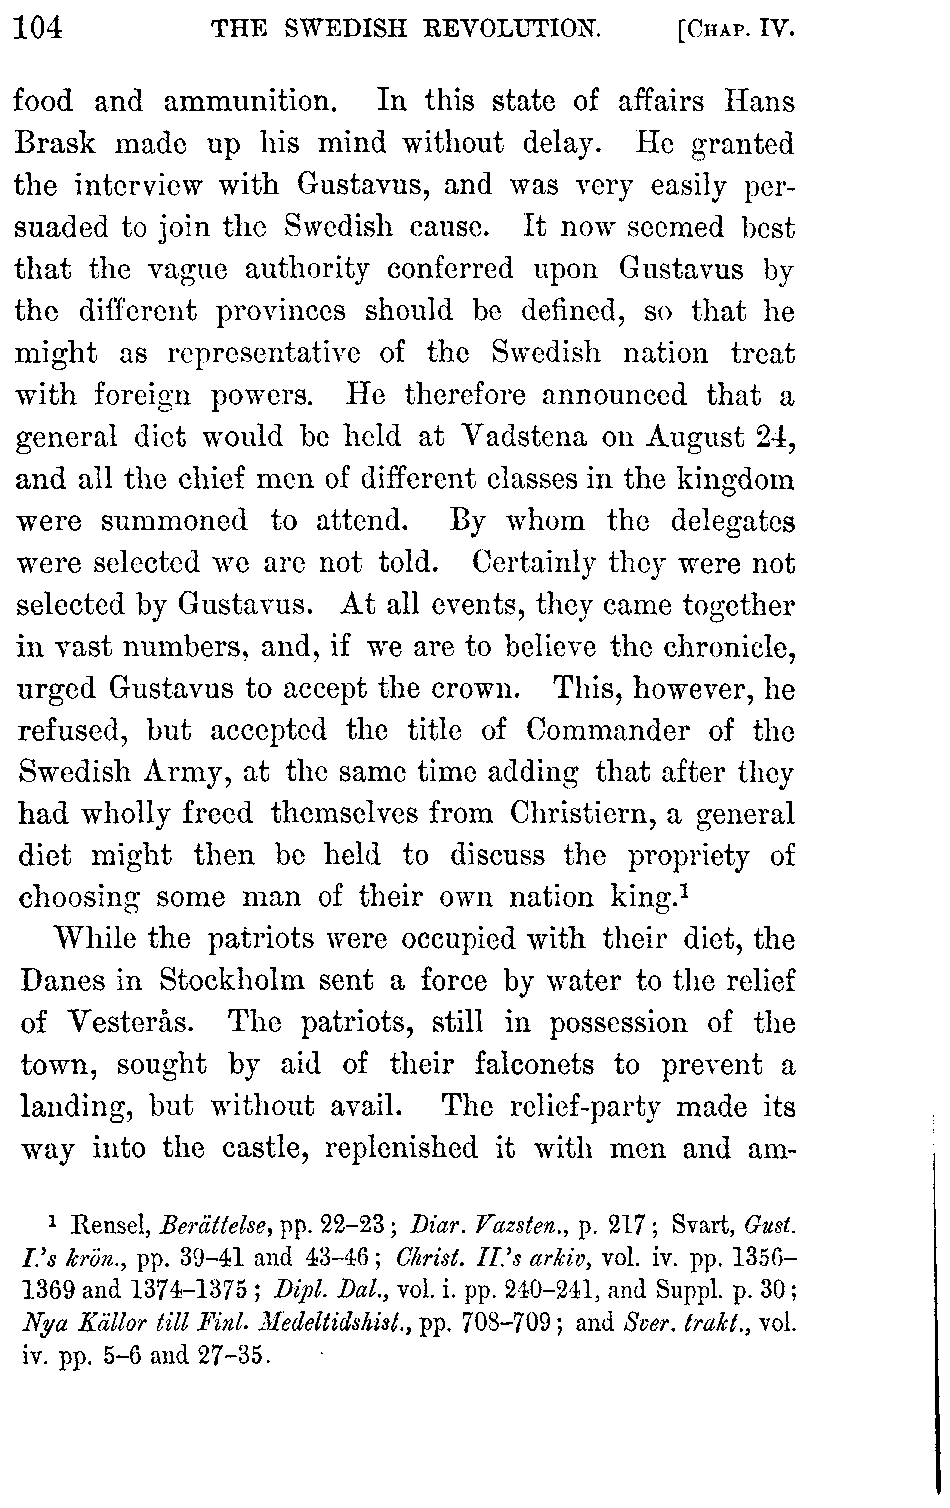 104 THE SWEDISH REVOLUTION. [CHAP. IV.
food and ammunition. In this state of affairs Hans
Brask made up his mind without delay. He granted
the interview with Gustavus, and was very easily per-
suaded to join the Swedish cause. It now seemed best
that the vague authority conferred upon Gustavus by
the different provinces should be defined, so that he
might as representative of the Swedish nation treat
with foreign powers. He therefore announced that a
general diet would be held at Vadstena on August 24,
and all the chief men of different classes in the kingdom
were summoned to attend. By whom the delegates
were selected we are not told. Certainly they were not
selected by Gustavus. At all events, they came together
in vast numbers, and, if we are to believe the chronicle,
urged Gustavus to accept the crown. This, however, he
refused, but accepted the title of Commander of the
Swedish Army, at the same time adding that after they
had wholly freed themselves from Christiern, a general
diet might then be held to discuss the propriety of
choosing some man of their own nation king.¹
While the patriots were occupied with their diet, the
Danes in Stockholm sent a force by water to the relief
of Vesterås. The patriots, still in possession of the
town, sought by aid of their falconets to prevent a
landing, but without avail. The relief-party made its
way into the castle, replenished it with men and am-
¹ Rensel, Berättelse, pp. 22–23; Diar. Vazsten., p. 217; Svart, Gust.
I.'s krön., pp. 39–41 and 43–46; Christ. II.'s arkiv, vol. iv. pp. 1356–
1369 and 1374–1375; Dipl. Dal., vol. i. pp. 240–241, and Suppl. p. 30;
Nya Källor till Finl. Medeltidshist., pp. 708–709; and Sver. trakt., vol.
iv. pp. 5–6 and 27–35.